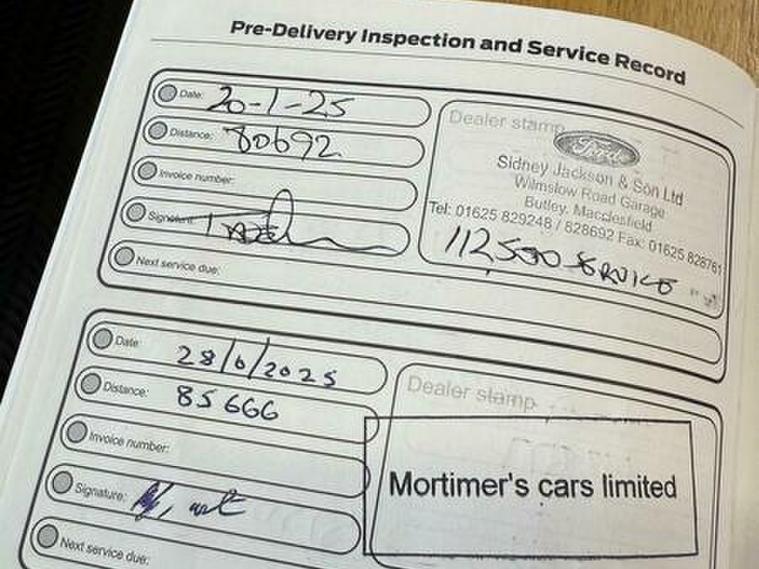 Pre-Delivery Inspection and Service Record
Date: 20-1-25
Distance: 80692
Invoice number:
Signature:
Next service due:
Dealer stamp
Ford
Sidney Jackson & Son Ltd
Wilmslow Road Garage
Butley, Macclesfield
Tel: 01625 829248 / 828692 Fax: 01625 828761
112,500 SERVICE
Date: 28/6/2025
Distance: 85666
Invoice number:
Signature:
Next service due:
Dealer stamp
Mortimer's cars limited